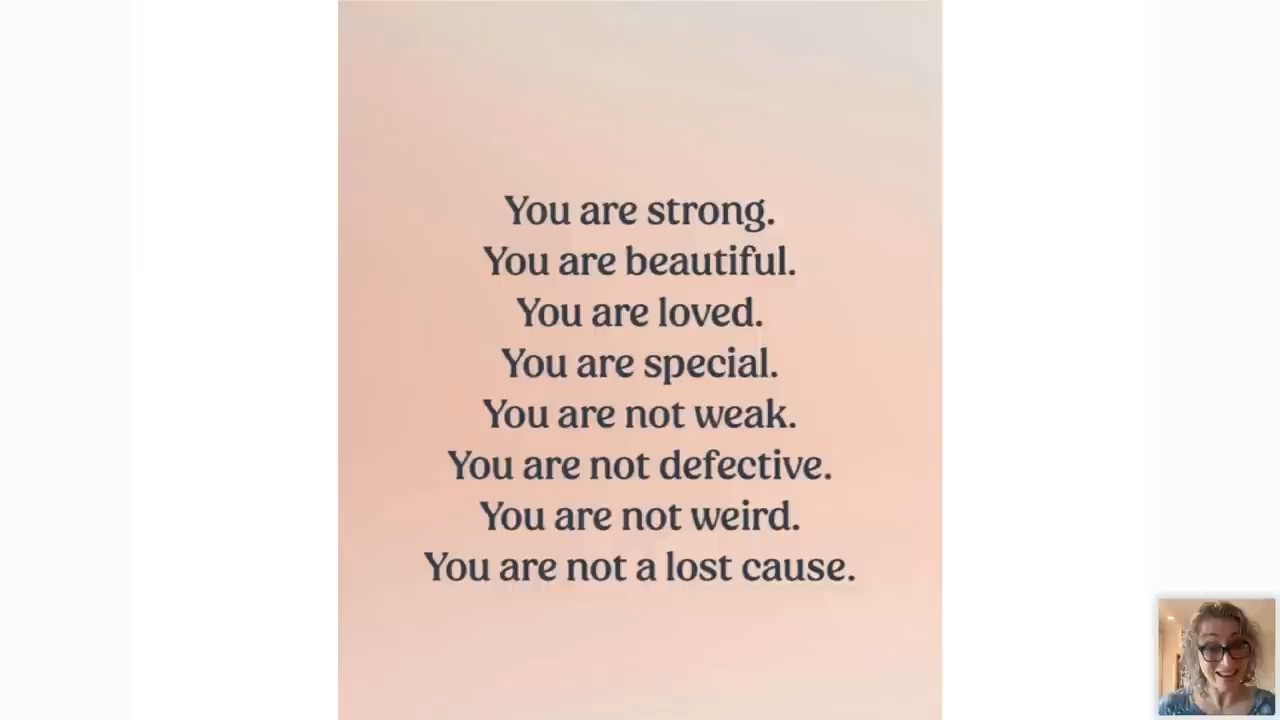 You are strong.
You are beautiful.
You are loved.
You are special.
You are not weak.
You are not defective.
You are not weird.
You are not a lost cause.